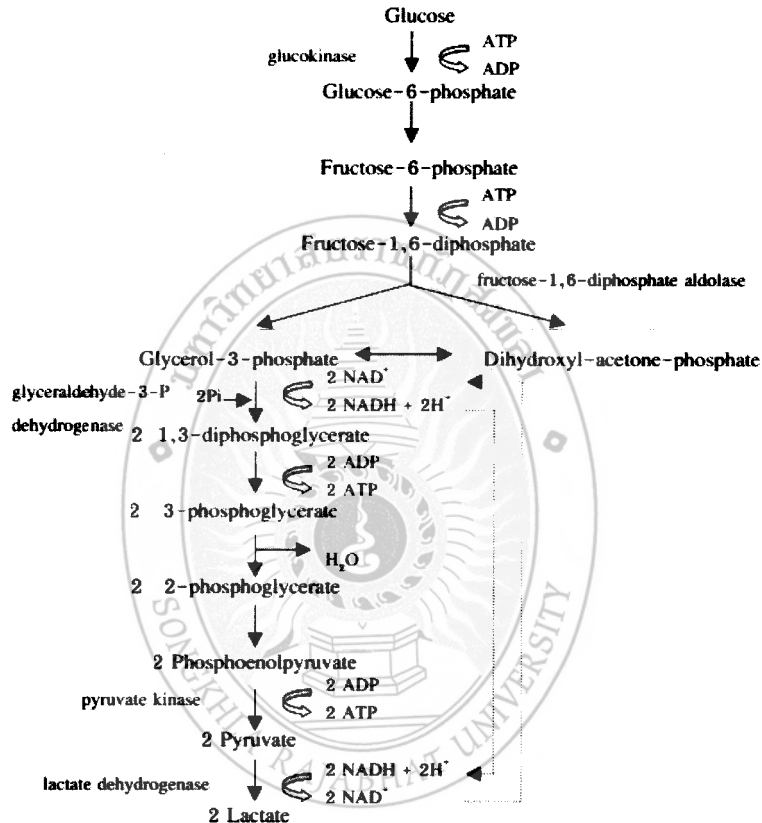 Glucose
glucokinase
ATP
ADP
Glucose-6-phosphate
Fructose-6-phosphate
ATP
ADP
Fructose-1,6-diphosphate
fructose-1,6-diphosphate aldolase
Glycerol-3-phosphate
Dihydroxyl-acetone-phosphate
glyceraldehyde-3-P
dehydrogenase
2Pi
2 NAD⁺
2 NADH + 2H⁺
2 1,3-diphosphoglycerate
2 ADP
2 ATP
2 3-phosphoglycerate
H₂O
2 2-phosphoglycerate
2 Phosphoenolpyruvate
pyruvate kinase
2 ADP
2 ATP
2 Pyruvate
lactate dehydrogenase
2 NADH + 2H⁺
2 NAD⁺
2 Lactate
SONGKHLA RAJABHAT UNIVERSITY